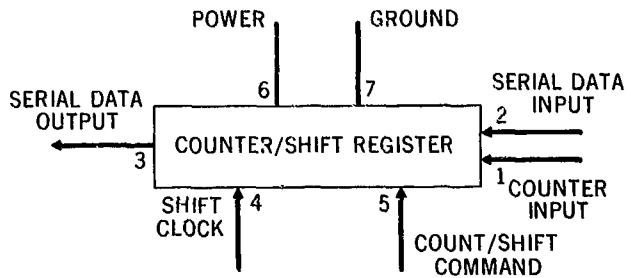 POWER
GROUND
6
7
SERIAL DATA
OUTPUT
SERIAL DATA
INPUT
2
COUNTER/SHIFT REGISTER
3
1
COUNTER
INPUT
SHIFT
CLOCK
4
5
COUNT/SHIFT
COMMAND